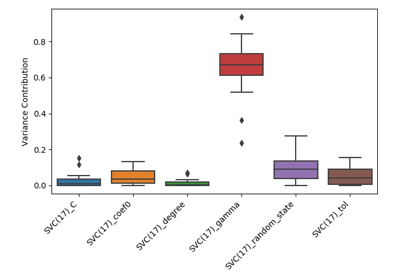 Variance Contribution
0.8
0.6
0.4
0.2
0.0
SVC(17)_C
SVC(17)_coef0
SVC(17)_degree
SVC(17)_gamma
SVC(17)_random_state
SVC(17)_tol